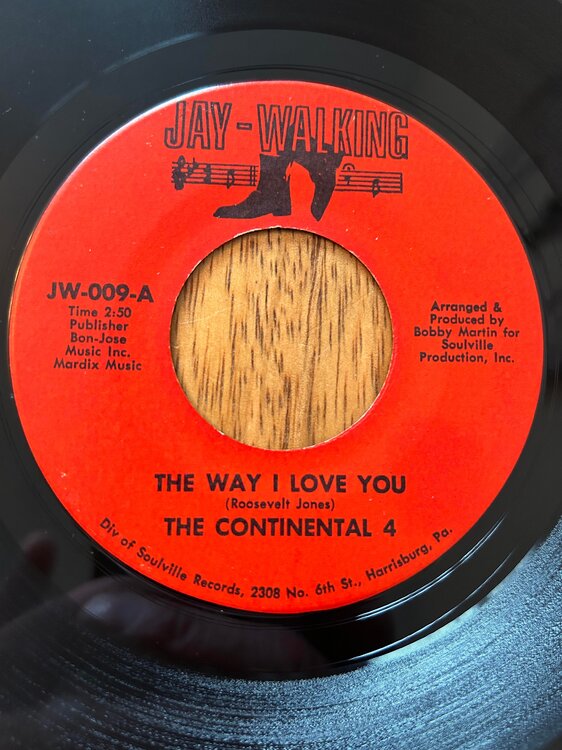 JAY-WALKING
JW-009-A
Time 2:50
Publisher
Bon-Jose
Music Inc.
Mardix Music
Arranged &
Produced by
Bobby Martin for
Soulville
Production, Inc.
THE WAY I LOVE YOU
(Roosevelt Jones)
THE CONTINENTAL 4
Div of Soulville Records, 2308 No. 6th St., Harrisburg, Pa.